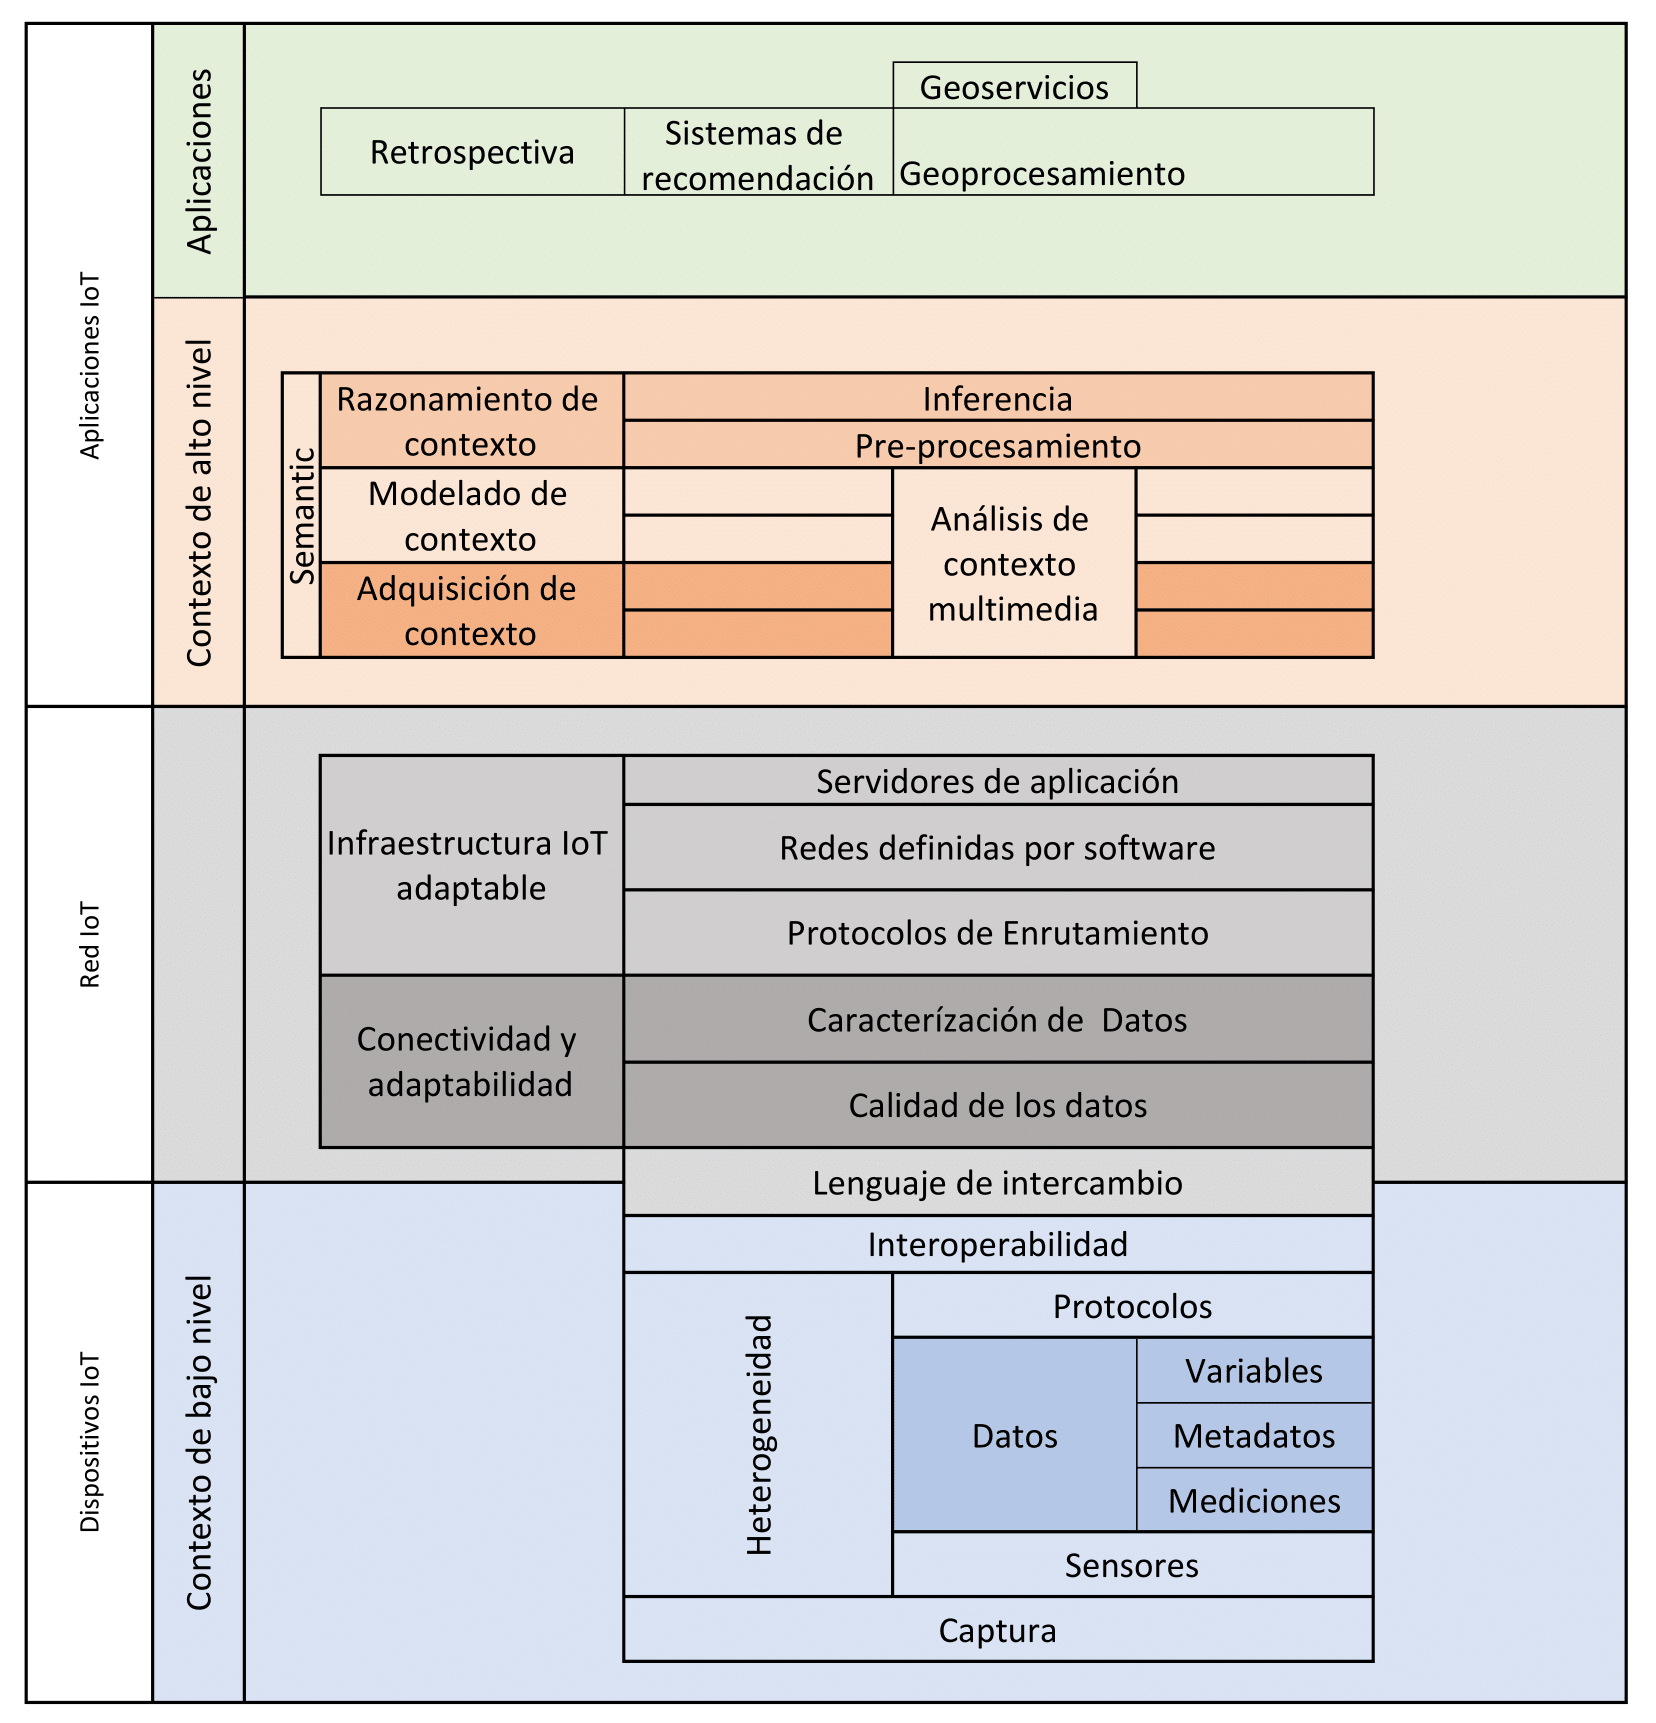 Aplicaciones IoT
Aplicaciones
Geoservicios
Retrospectiva
Sistemas de
recomendación
Geoprocesamiento
Contexto de alto nivel
Semantic
Razonamiento de
contexto
Inferencia
Pre-procesamiento
Modelado de
contexto
Análisis de
contexto
multimedia
Adquisición de
contexto
Red IoT
Infraestructura IoT
adaptable
Servidores de aplicación
Redes definidas por software
Protocolos de Enrutamiento
Conectividad y
adaptabilidad
Caracterízación de  Datos
Calidad de los datos
Lenguaje de intercambio
Dispositivos IoT
Contexto de bajo nivel
Interoperabilidad
Heterogeneidad
Protocolos
Datos
Variables
Metadatos
Mediciones
Sensores
Captura